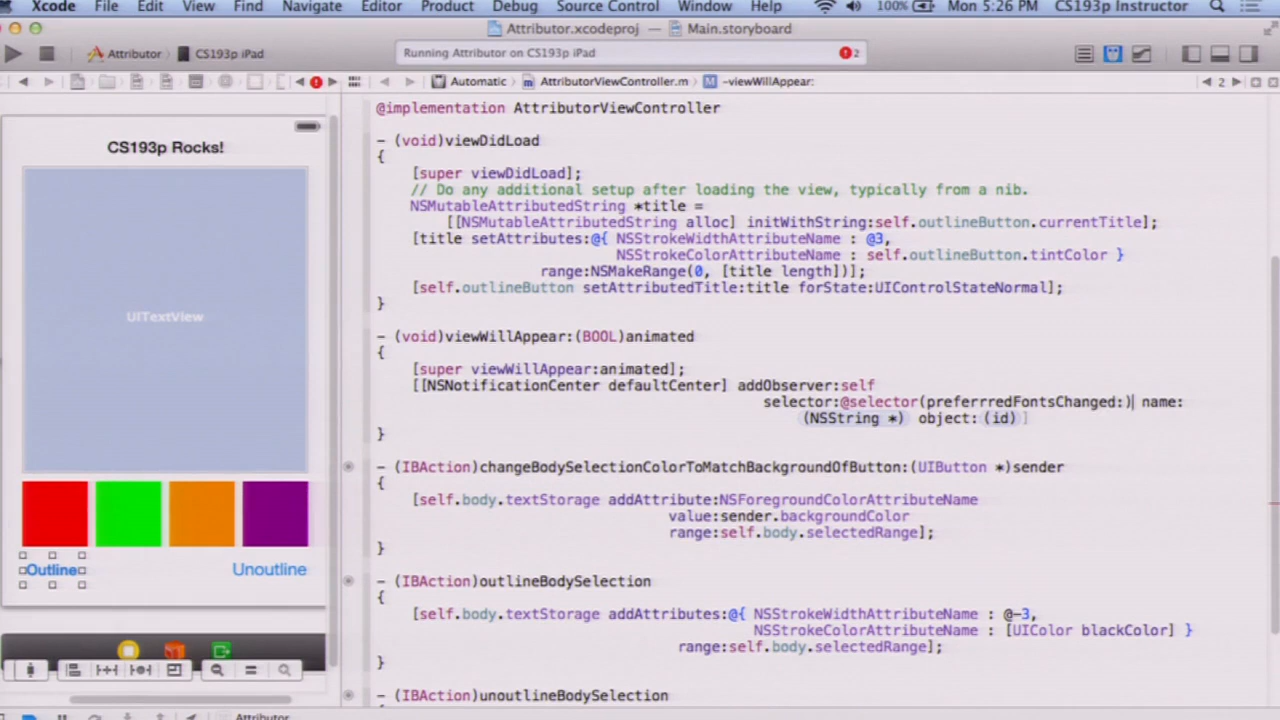 Xcode File Edit View Find Navigate Editor Product Debug Source Control Window Help 100% Mon 5:26 PM CS193p Instructor
Attributor.xcodeproj — Main.storyboard
Attributor CS193p iPad Running Attributor on CS193p iPad 2
Automatic AttributorViewController.m M -viewWillAppear: 2
@implementation AttributorViewController
CS193p Rocks!
- (void)viewDidLoad
{
[super viewDidLoad];
// Do any additional setup after loading the view, typically from a nib.
NSMutableAttributedString *title =
[[NSMutableAttributedString alloc] initWithString:self.outlineButton.currentTitle];
[title setAttributes:@{ NSStrokeWidthAttributeName : @3,
NSStrokeColorAttributeName : self.outlineButton.tintColor }
range:NSMakeRange(0, [title length])];
[self.outlineButton setAttributedTitle:title forState:UIControlStateNormal];
}
UITextView
- (void)viewWillAppear:(BOOL)animated
{
[super viewWillAppear:animated];
[[NSNotificationCenter defaultCenter] addObserver:self
selector:@selector(preferrredFontsChanged:) name:
(NSString *) object:(id)]
}
- (IBAction)changeBodySelectionColorToMatchBackgroundOfButton:(UIButton *)sender
{
[self.body.textStorage addAttribute:NSForegroundColorAttributeName
value:sender.backgroundColor
range:self.body.selectedRange];
}
Outline Unoutline
- (IBAction)outlineBodySelection
{
[self.body.textStorage addAttributes:@{ NSStrokeWidthAttributeName : @-3,
NSStrokeColorAttributeName : [UIColor blackColor] }
range:self.body.selectedRange];
}
- (IBAction)unoutlineBodySelection
{
Attributor